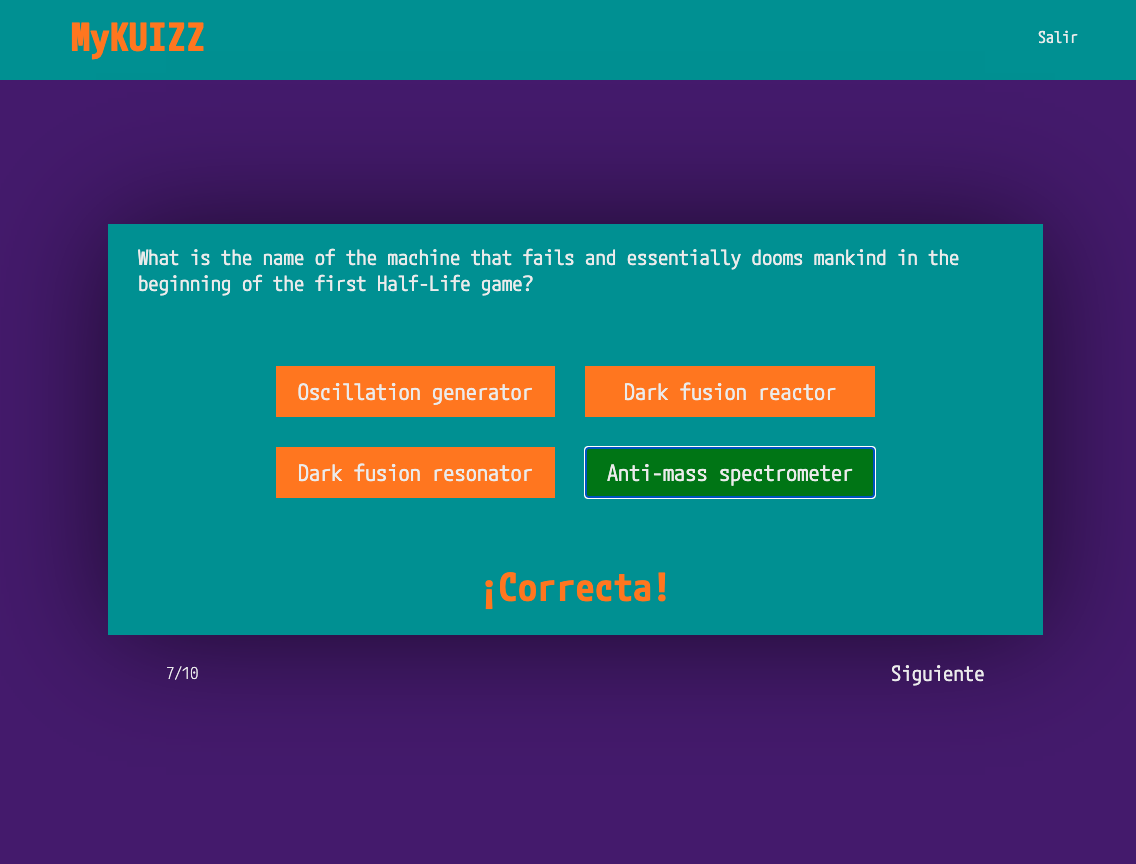 MyKUIZZ
Salir
What is the name of the machine that fails and essentially dooms mankind in the
beginning of the first Half-Life game?
Oscillation generator
Dark fusion reactor
Dark fusion resonator
Anti-mass spectrometer
¡Correcta!
7/10
Siguiente